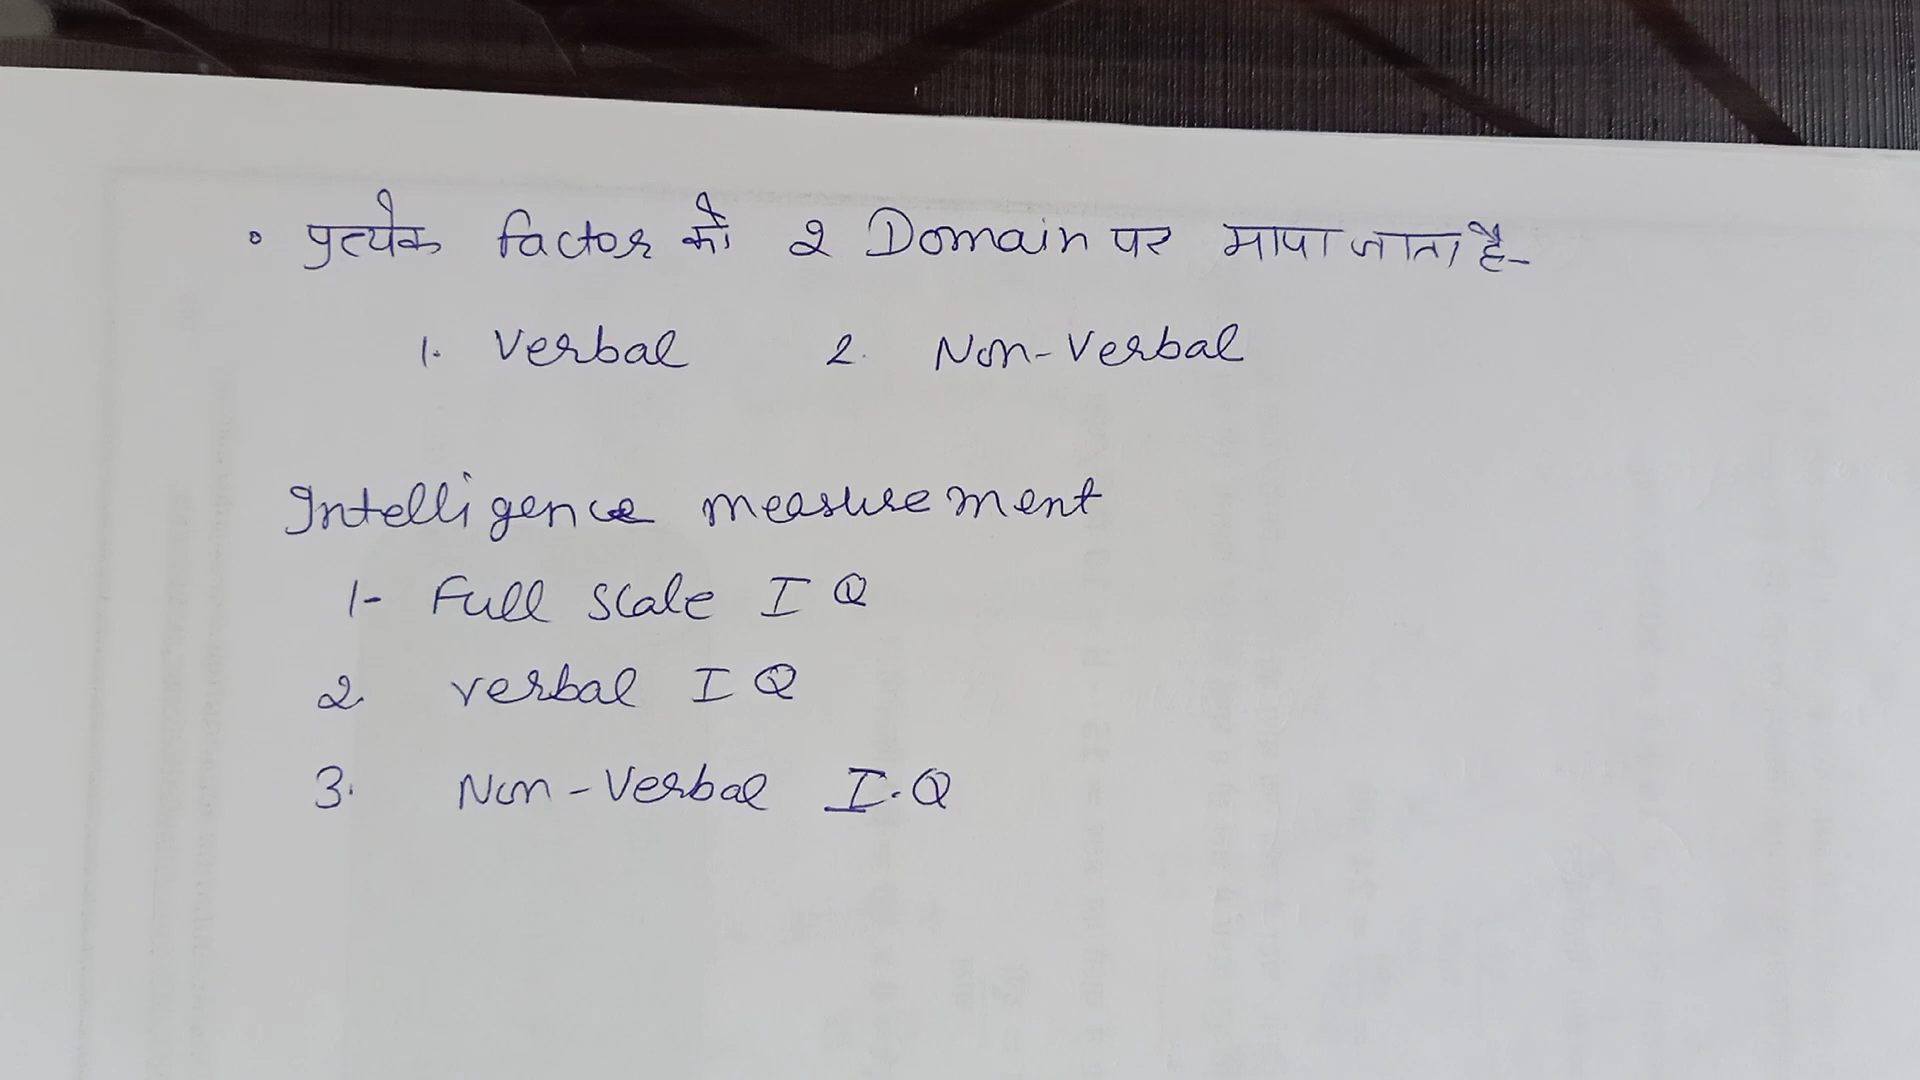 • प्रत्येक factor को 2 Domain पर मापा जाता है-
1. Verbal 2. Non-Verbal
Intelligence measurement
1- Full scale I Q
2. verbal I Q
3. Non-Verbal I.Q